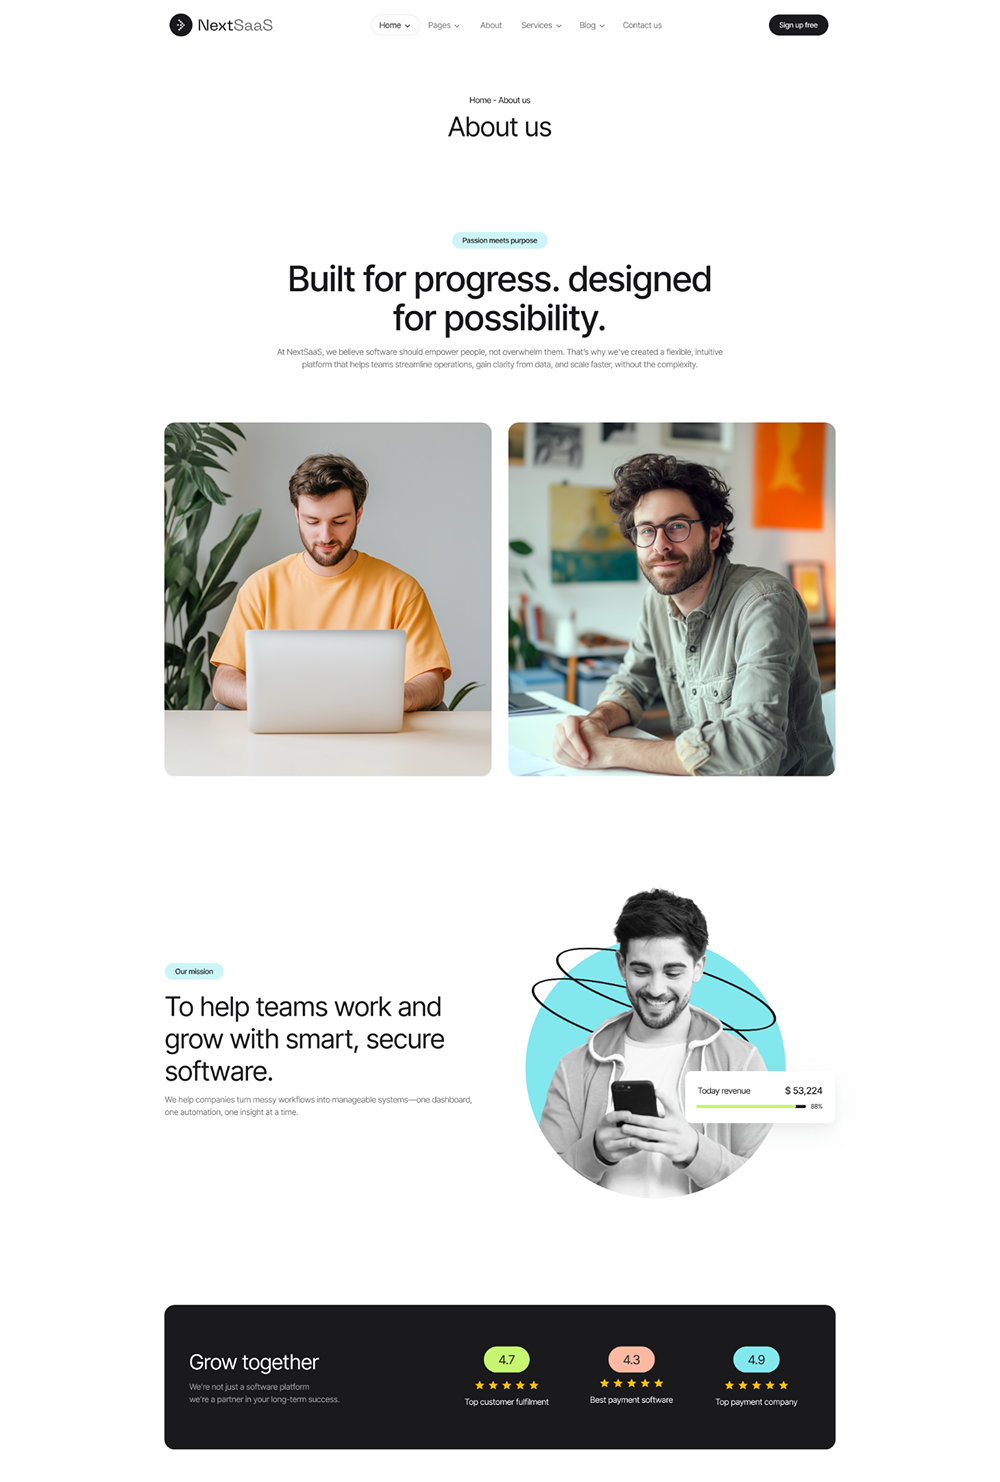 NextSaaS
Home Pages About Services Blog Contact us
Sign up free
Home - About us
About us
Passion meets purpose
Built for progress. designed
for possibility.
At NextSaaS, we believe software should empower people, not overwhelm them. That's why we've created a flexible, intuitive
platform that helps teams streamline operations, gain clarity from data, and scale faster, without the complexity.
Our mission
To help teams work and
grow with smart, secure
software.
We help companies turn messy workflows into manageable systems—one dashboard,
one automation, one insight at a time.
Today revenue $ 53,224
88%
Grow together
We're not just a software platform
we're a partner in your long-term success.
4.7
Top customer fulfilment
4.3
Best payment software
4.9
Top payment company